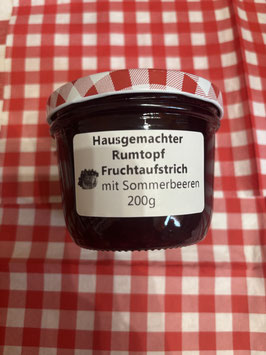 Hausgemachter
Rumtopf
Fruchtaufstrich
mit Sommerbeeren
200g